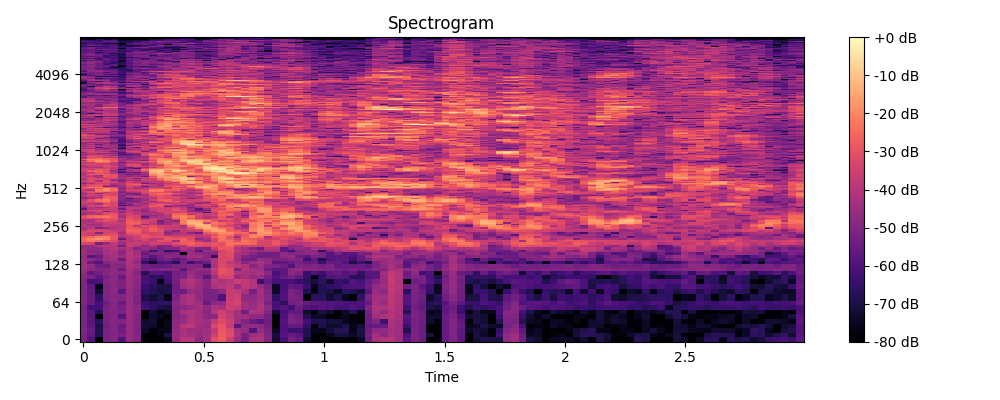 Spectrogram
Hz
4096
2048
1024
512
256
128
64
0
0
0.5
1
1.5
2
2.5
Time
+0 dB
-10 dB
-20 dB
-30 dB
-40 dB
-50 dB
-60 dB
-70 dB
-80 dB